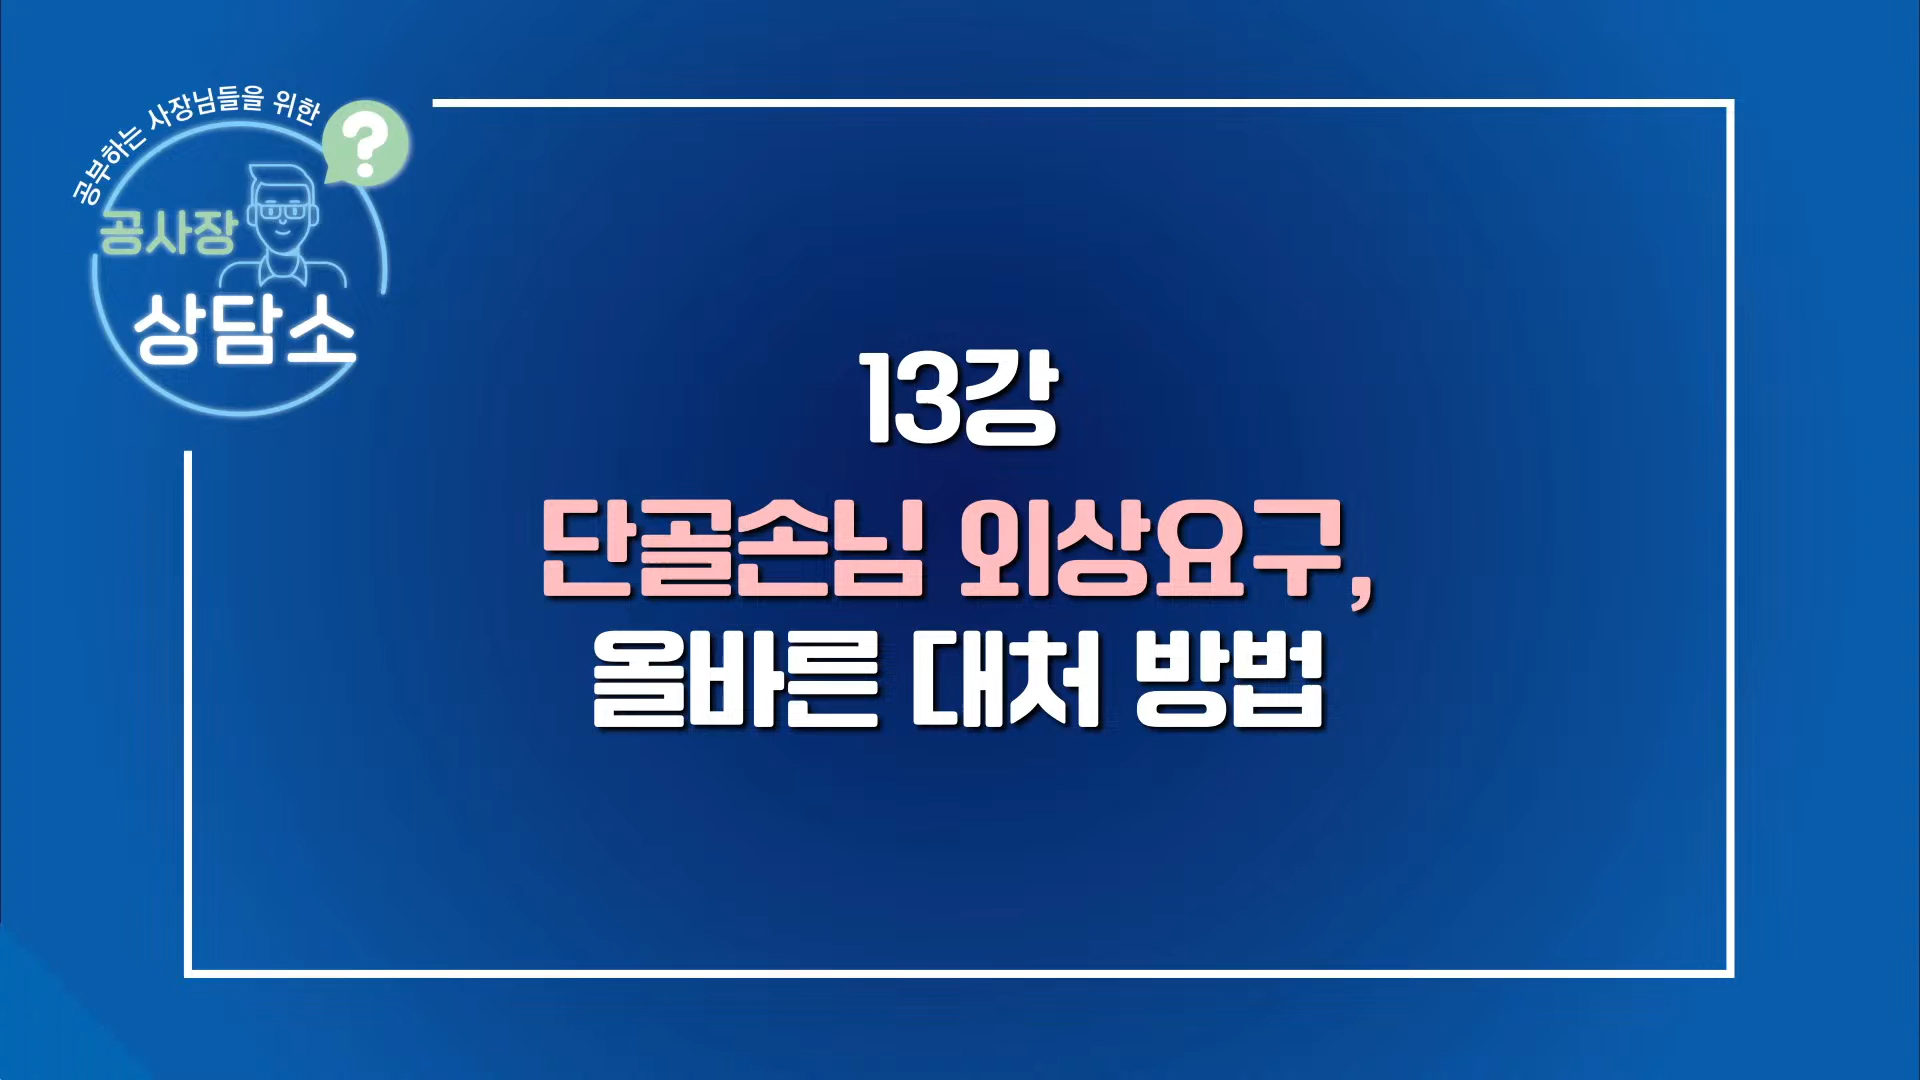 공부하는 사장님들을 위한
?
공사장
상담소
13강
단골손님 외상요구,
올바른 대처 방법